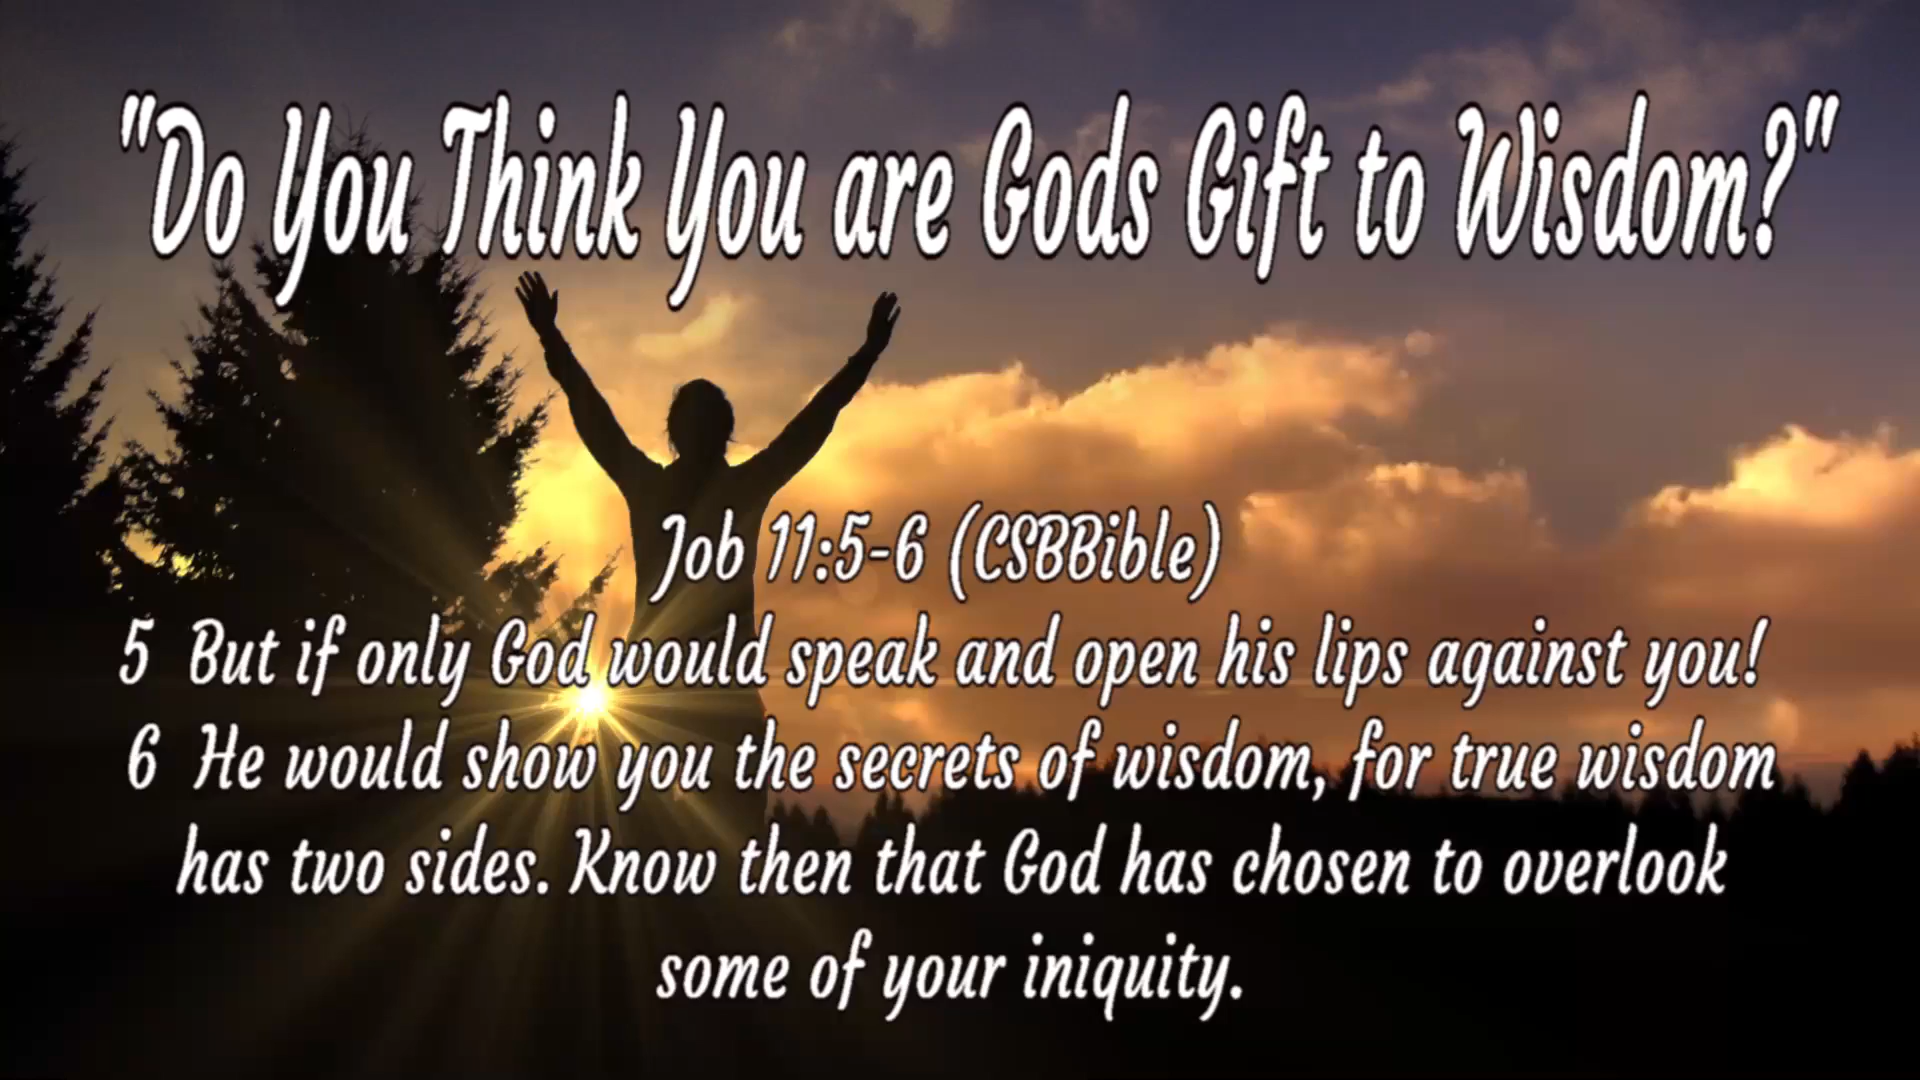 "Do You Think You are Gods Gift to Wisdom?"
Job 11:5-6 (CSBBible)
5 But if only God would speak and open his lips against you!
6 He would show you the secrets of wisdom, for true wisdom
has two sides. Know then that God has chosen to overlook
some of your iniquity.